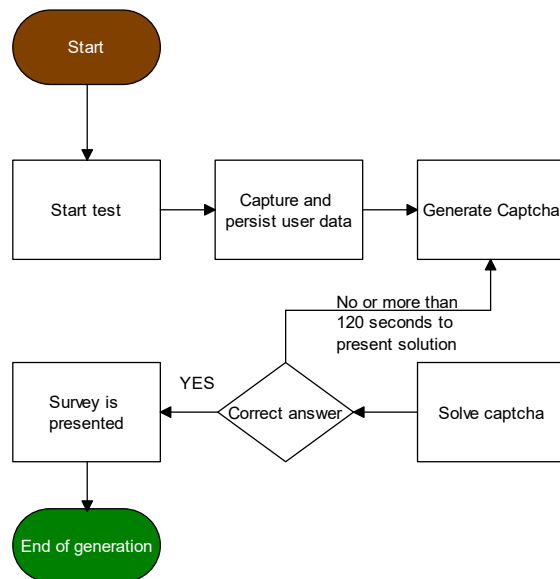 Start
Start test
Capture and
persist user data
Generate Captcha
No or more than
120 seconds to
present solution
Survey is
presented
YES
Correct answer
Solve captcha
End of generation